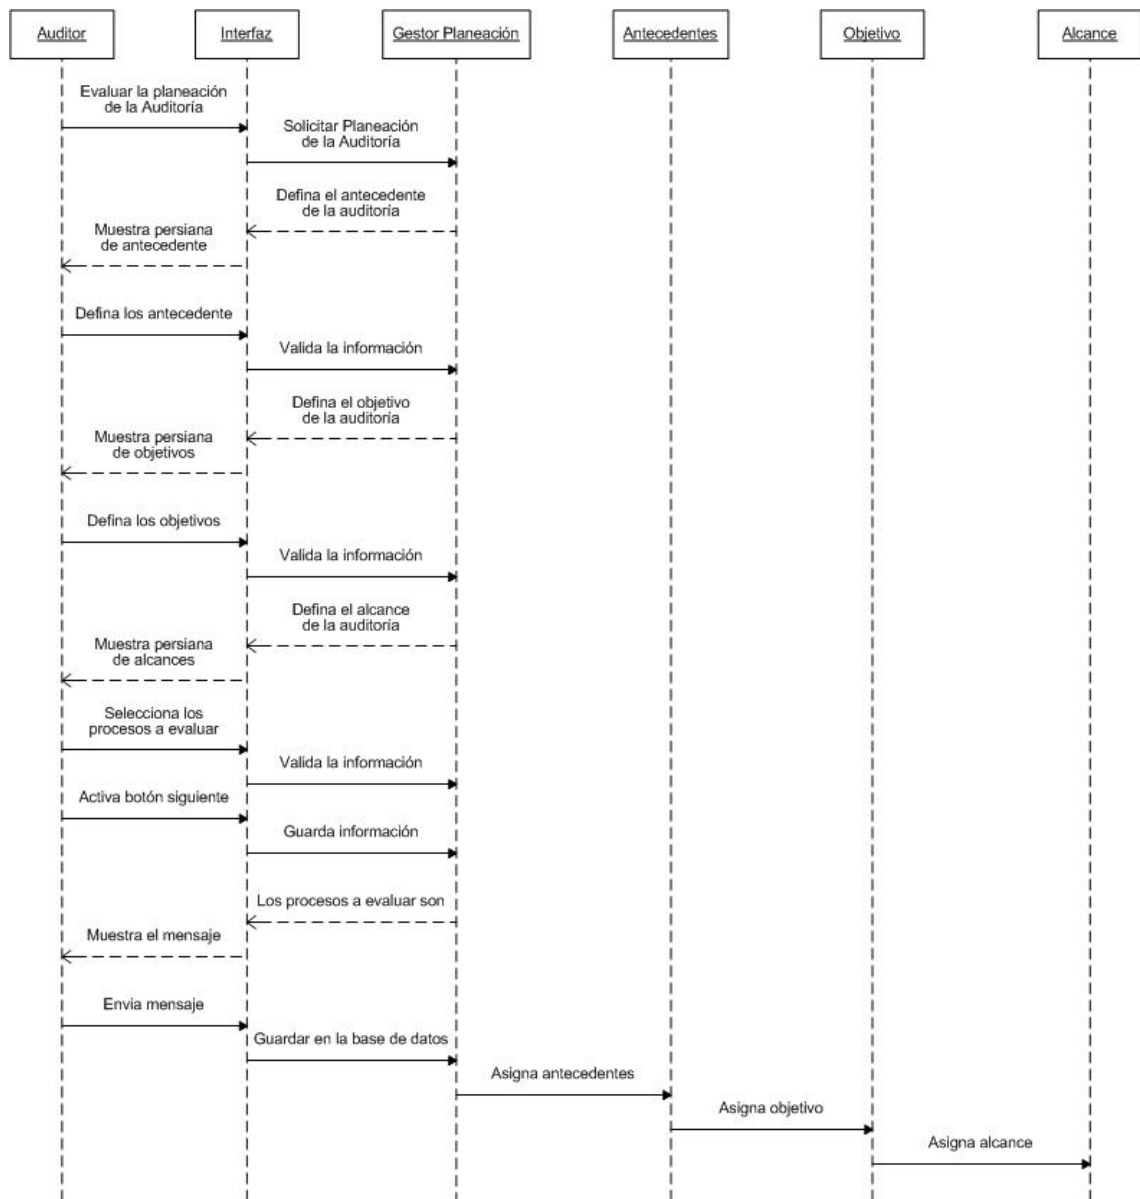 Auditor
Interfaz
Gestor Planeación
Antecedentes
Objetivo
Alcance
Evaluar la planeación
de la Auditoría
Solicitar Planeación
de la Auditoría
Defina el antecedente
de la auditoría
Muestra persiana
de antecedente
Defina los antecedente
Valida la información
Defina el objetivo
de la auditoría
Muestra persiana
de objetivos
Defina los objetivos
Valida la información
Defina el alcance
de la auditoría
Muestra persiana
de alcances
Selecciona los
procesos a evaluar
Valida la información
Activa botón siguiente
Guarda información
Los procesos a evaluar son
Muestra el mensaje
Envia mensaje
Guardar en la base de datos
Asigna antecedentes
Asigna objetivo
Asigna alcance